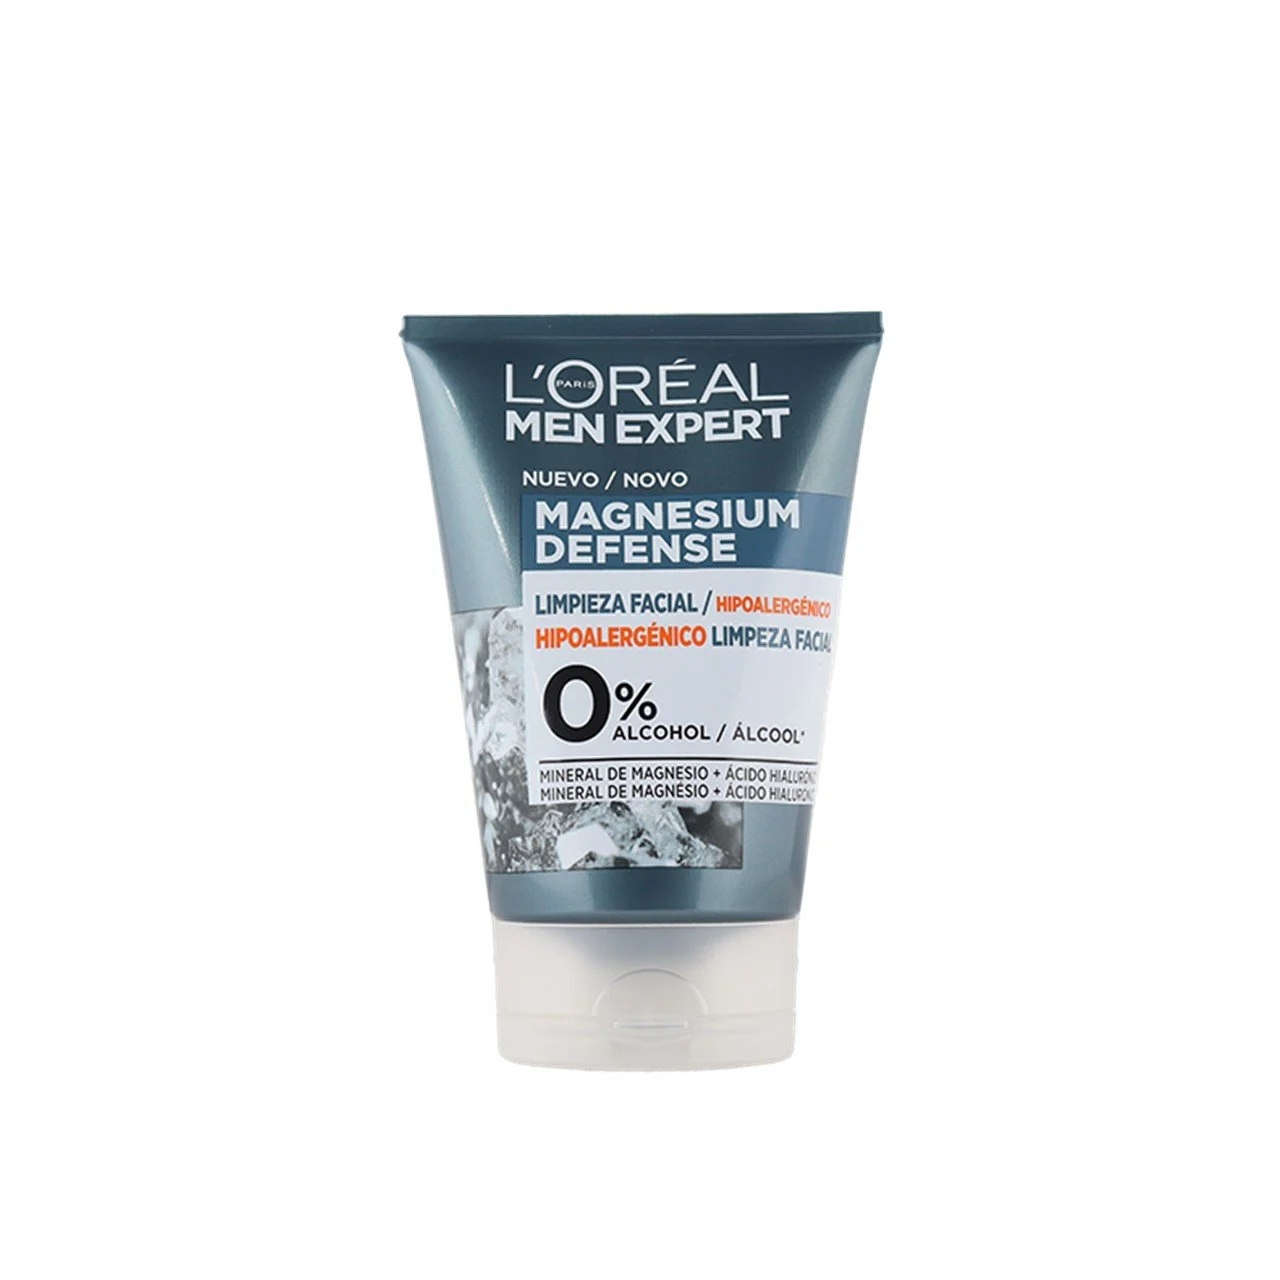 L'ORÉAL
PARIS
MEN EXPERT
NUEVO / NOVO
MAGNESIUM
DEFENSE
LIMPIEZA FACIAL / HIPOALERGÉNICO
HIPOALERGÉNICO LIMPEZA FACIAL
0%
ALCOHOL / ÁLCOOL*
MINERAL DE MAGNESIO + ÁCIDO
MINERAL DE MAGNÉSIO + ÁCIDO